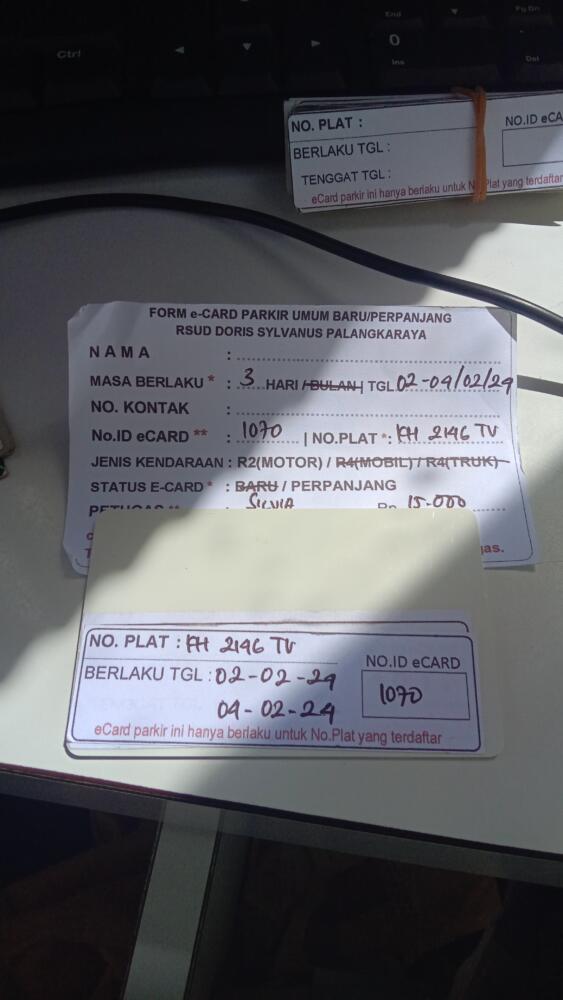 End
Pg Dn
Ctrl
0
Ins
Del
NO. PLAT :
NO.ID eCA
BERLAKU TGL :
TENGGAT TGL :
eCard parkir ini hanya berlaku untuk No.Plat yang terdaftar
FORM e-CARD PARKIR UMUM BARU/PERPANJANG
RSUD DORIS SYLVANUS PALANGKARAYA
NAMA :
MASA BERLAKU * : 3 HARI / BULAN | TGL 02-04/02/24
NO. KONTAK :
No.ID eCARD ** : 1070 | NO.PLAT * : KH 2146 TV
JENIS KENDARAAN : R2(MOTOR) / R4(MOBIL) / R4(TRUK)
STATUS E-CARD * : BARU / PERPANJANG
PETUGAS ** SILVIA Rp 15.000
gas.
NO. PLAT : KH 2146 TV
BERLAKU TGL : 02-02-24
NO.ID eCARD
1070
04-02-24
eCard parkir ini hanya berlaku untuk No.Plat yang terdaftar